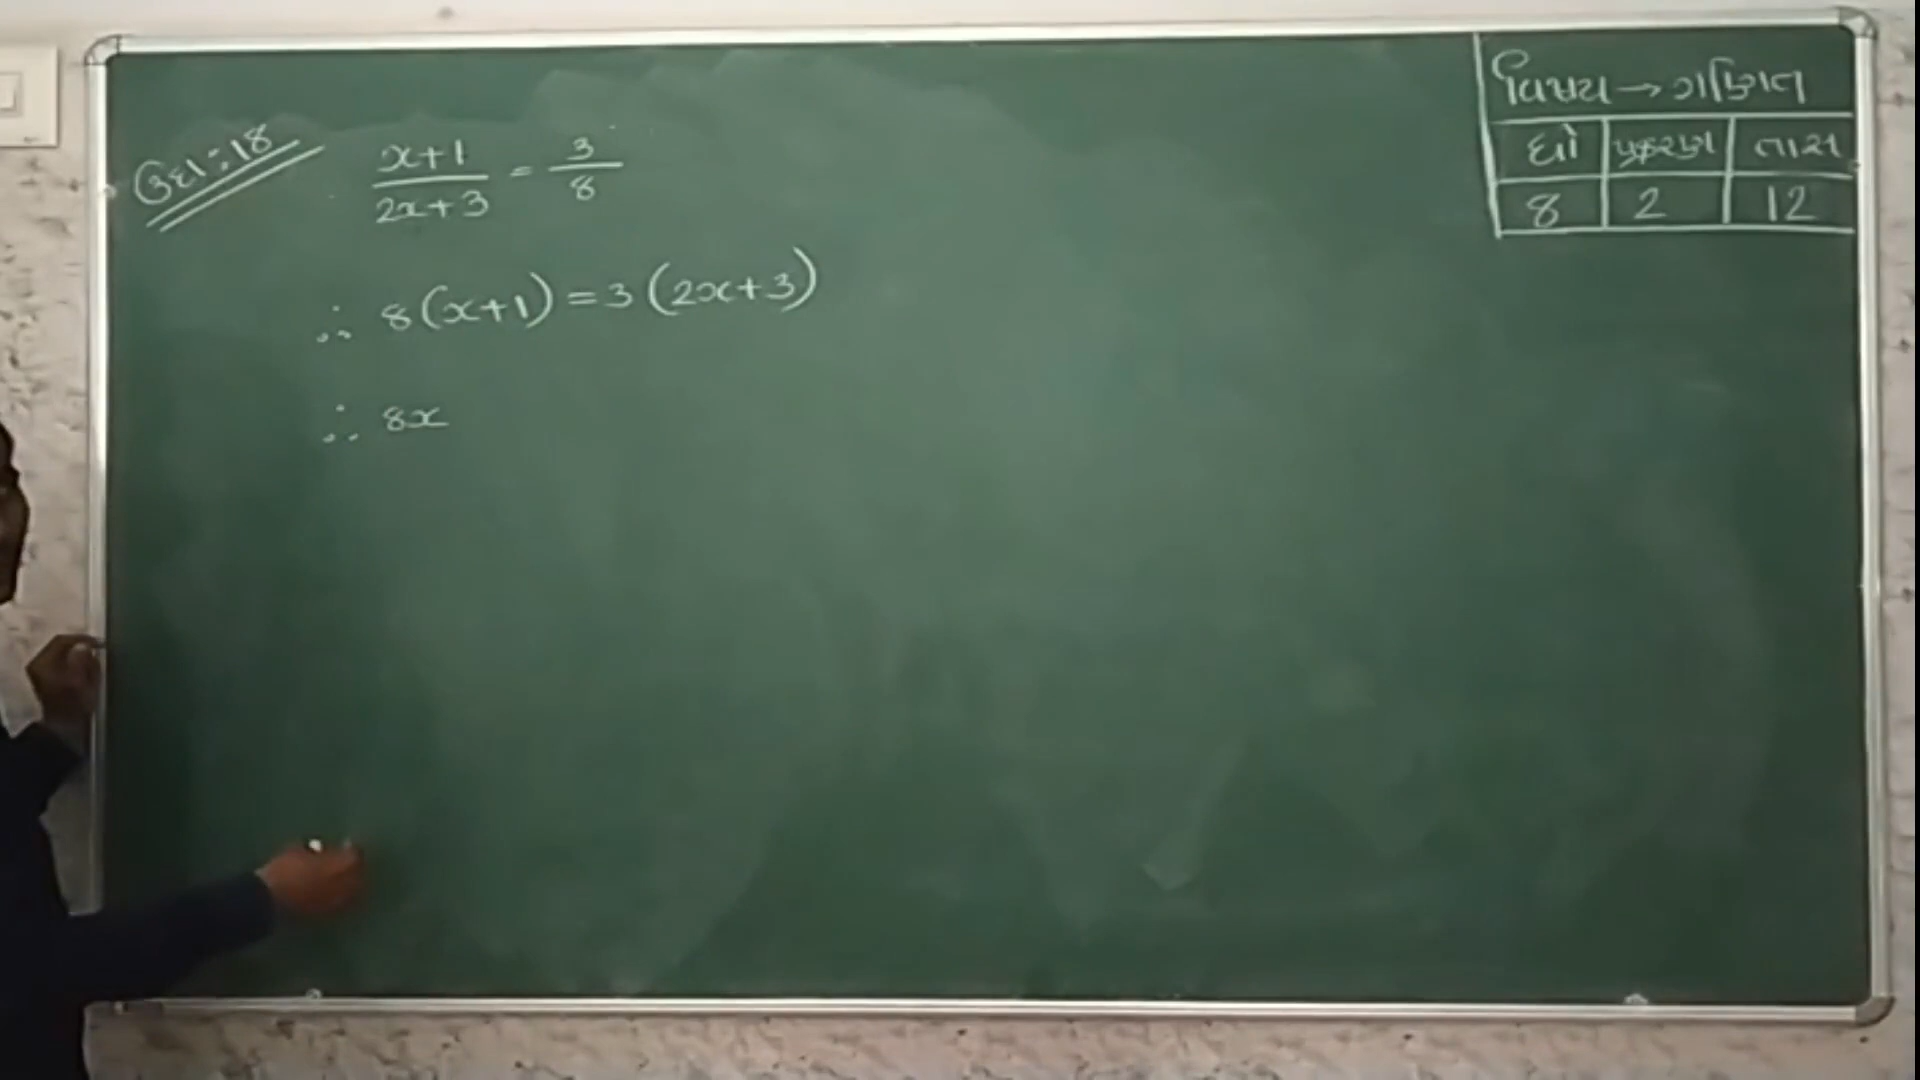 ઉદા : 18
x+1/2x+3 = 3/8
∴ 8(x+1) = 3(2x+3)
∴ 8x
વિષય → ગણિત
ધો પ્રકરણ તાસ
8 2 12